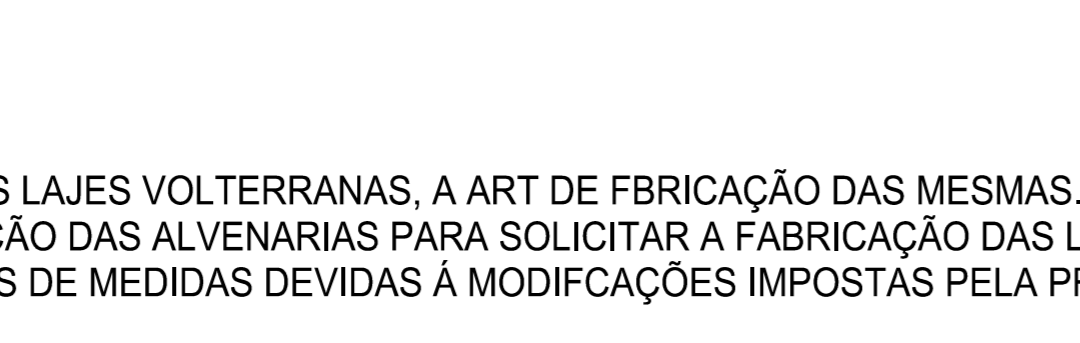 S LAJES VOLTERRANAS, A ART DE FBRICAÇÃO DAS MESMAS.
ÇÃO DAS ALVENARIAS PARA SOLICITAR A FABRICAÇÃO DAS L
S DE MEDIDAS DEVIDAS Á MODIFCAÇÕES IMPOSTAS PELA PR